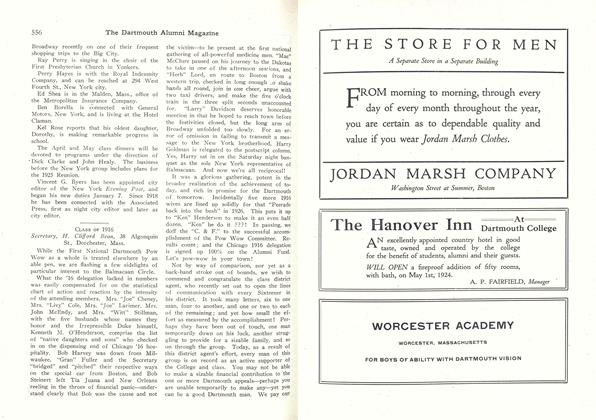 556
The Dartmouth Alumni Magazine
Broadway recently on one of their frequent
shopping trips to the Big City.
Ray Perry is singing in the choir of the
First Presbyterian Church in Yonkers.
Perry Hayes is with the Royal Indemnity
Company, and can be reached at 294 West
Fourth St., New York city.
Ed Shea is in the Malden, Mass., office
of the Metropolitan Insurance Company.
Ben Borella is connected with General
Motors, New York, and is living at the Hotel
Claman.
Kel Rose reports that his oldest daughter,
Dorothy, is making remarkable progress in
school.
The April and May class dinners will be
devoted to programs under the direction of
Dick Clarke and John Healy. The business
before the New York group includes plans for
the 1925 Reunion.
Vincent G. Byers has been appointed city
editor of the New York Evening Post, and
began his new duties January 7. Since 1918
he has been connected with the Associated
Press, first as night city editor and later as
city editor.
Class of 1916
Secretary, H. Clifford Bean, 36 Algonquin
St., Dorchester, Mass.
While the First National Dartmouth Pow
Wow as a whole is treated elsewhere by an
able pen, we are flashing a few sidelights of
particular interest to the Balmacaan Circle.
What the '16 delegation lacked in numbers
was easily compensated for on the statistical
chart of action and reaction by the intensity
of the attending members. Mrs. "Joe" Cheney,
Mrs. "Livy" Cole, Mrs. "Joe" Larimer, Mrs.
John McEndy, and Mrs. "Witt" Stillman,
with the five husbands whose names they
honor and the Irrepressible Duke himself,
Kenneth M. O'Henderson, comprise the list
of "native daughters and sons" who checked
in on the dispensing end of Chicago '16 hos-
pitality. Bob Harvey was down from Mil-
waukee, "Gran" Fuller and the Secretary
"bridged" and "pitched" their respective ways
on the special car from Boston, and Bob
Steinert left Tia Juana and New Orleans
reeling in the throes of financial panic—under-
stand clearly that Bob was the cause and not
the victim—to be present at the first national
gathering of all-powerful medicine men. "Mac"
McClure paused on his journey to the Dakotas
to take in one of the afternoon sessions, and
"Herb" Lord, en route to Boston from a
western trip, checked in long enough to shake
hands all round, join in one cheer, argue with
two taxi drivers, and make the five o'clock
train in the three split seconds unaccounted
for. "Larry" Davidson deserves honorable
mention in that he hoped to reach town before
the festivities closed, but the long arm of
Broadway unfolded too slowly. For an er-
ror of omission in failing to transmit a mes-
sage to the New York brotherhood, Harry
Goldman is relegated to the postscript column.
Yes, Harry sat in on the Saturday night ban-
quet as the sole New York representative of
Balmacaan. And now we're all reciprocal!
It was a glorious gathering, potent in the
broader realization of the achievement of to-
day, and rich in promise for the Dartmouth
of tomorrow. Incidentally five more 1916
wives are lined up solidly for that "Perade
back into the bush" in 1926. This puts it up
to "Ken" Henderson to make it an even half
dozen. "Ken" do it ???? In passing, we
doff the "C. & F." to the successful accom-
plishment of the Pow Wow Committee. Re-
sults count; and the Chicago 1916 delegation
is signed up 100% on the Alumni Fund.
Let's pow-wow in your town!
Not by way of comparison, nor yet as a
back-hand stroke out of bounds, we wish to
commend and congratulate the class district
agent, who recently set out to open the lines
of communication with every Sixteener in
his district. It took many letters, six to one
man, four to another, and one or two to each
of the remaining; and yet how small the ef-
fort as measured by the accomplishment! Per-
haps they have been out of touch, one man
temporarily down on his luck, another strug-
gling to provide for a sizable family, and so
on through the group. Today, as a result of
this district agent's effort, every man of this
group is on record as an active supporter of
the College and class. You may not be able
to make a sizable financial contribution to the
one or more Dartmouth appeals—perhaps you
are unable temporarily to give any—yet you
can be a good Dartmouth man. We pay our
THE STORE FOR MEN
A Separate Store in a Separate Building
FROM morning to morning, through every
day of every month throughout the year,
you are certain as to dependable quality and
value if you wear Jordan Marsh Clothes.
JORDAN MARSH COMPANY
Washington Street at Summer, Boston
The Hanover Inn At Dartmouth College
AN excellently appointed country hotel in good
taste, owned and operated by the college
for the benefit of students, alumni and their guests.
WILL OPEN a fireproof addition of fifty rooms,
with bath, on May 1st, 1924.
A. P. FAIRFIELD, Manager
WORCESTER ACADEMY
WORCESTER, MASSACHUSETTS
FOR BOYS OF ABILITY WITH DARTMOUTH VISION